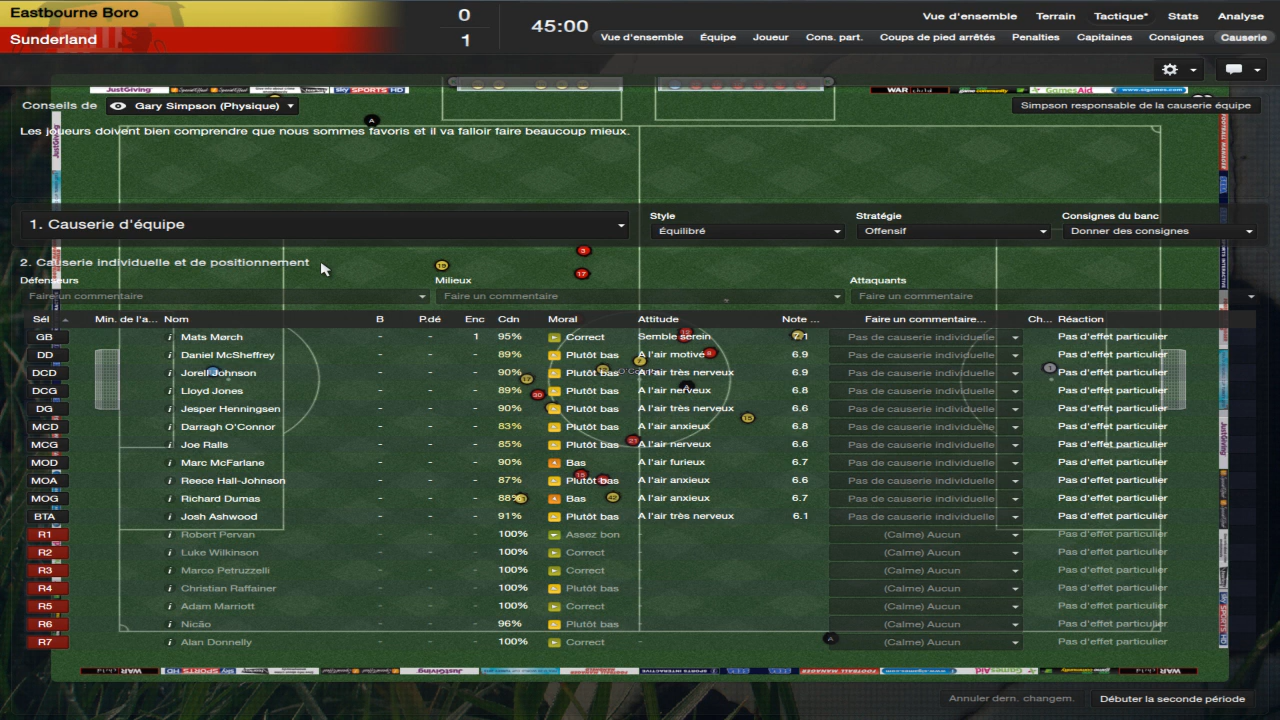 Eastbourne Boro 0
Sunderland 1
45:00
Vue d'ensemble Terrain Tactique* Stats Analyse
Vue d'ensemble Équipe Joueur Cons. part. Coups de pied arrêtés Penalties Capitaines Consignes Causerie
Conseils de Gary Simpson (Physique)
Simpson responsable de la causerie équipe
Les joueurs doivent bien comprendre que nous sommes favoris et il va falloir faire beaucoup mieux.
1. Causerie d'équipe
Style Stratégie Consignes du banc
Équilibré Offensif Donner des consignes
2. Causerie individuelle et de positionnement
Défenseurs Milieux Attaquants
Faire un commentaire Faire un commentaire Faire un commentaire
Sél Min. de l'a... Nom B P.dé Enc Cdn Moral Attitude Note ... Faire un commentaire... Ch... Réaction
GB i Mats Mørch - - 1 95% Correct Semble serein 7.1 Pas de causerie individuelle Pas d'effet particulier
DD i Daniel McSheffrey - - - 89% Plutôt bas A l'air motivé 6.9 Pas de causerie individuelle Pas d'effet particulier
DCD i Jorell Johnson - - - 90% Plutôt bas A l'air très nerveux 6.9 Pas de causerie individuelle Pas d'effet particulier
DCG i Lloyd Jones - - - 89% Plutôt bas A l'air nerveux 6.8 Pas de causerie individuelle Pas d'effet particulier
DG i Jesper Henningsen - - - 90% Plutôt bas A l'air très nerveux 6.6 Pas de causerie individuelle Pas d'effet particulier
MCD i Darragh O'Connor - - - 83% Plutôt bas A l'air anxieux 6.8 Pas de causerie individuelle Pas d'effet particulier
MCG i Joe Ralls - - - 85% Plutôt bas A l'air nerveux 6.6 Pas de causerie individuelle Pas d'effet particulier
MOD i Marc McFarlane - - - 90% Bas A l'air furieux 6.7 Pas de causerie individuelle Pas d'effet particulier
MOA i Reece Hall-Johnson - - - 87% Plutôt bas A l'air anxieux 6.6 Pas de causerie individuelle Pas d'effet particulier
MOG i Richard Dumas - - - 88% Bas A l'air anxieux 6.7 Pas de causerie individuelle Pas d'effet particulier
BTA i Josh Ashwood - - - 91% Plutôt bas A l'air très nerveux 6.1 Pas de causerie individuelle Pas d'effet particulier
R1 i Robert Pervan - - - 100% Assez bon - (Calme) Aucun Pas d'effet particulier
R2 i Luke Wilkinson - - - 100% Correct - (Calme) Aucun Pas d'effet particulier
R3 i Marco Petruzzelli - - - 100% Correct - (Calme) Aucun Pas d'effet particulier
R4 i Christian Raffainer - - - 100% Plutôt bas - (Calme) Aucun Pas d'effet particulier
R5 i Adam Marriott - - - 100% Correct - (Calme) Aucun Pas d'effet particulier
R6 i Nicão - - - 96% Plutôt bas - (Calme) Aucun Pas d'effet particulier
R7 i Alan Donnelly - - - 100% Correct - (Calme) Aucun Pas d'effet particulier
Annuler dern. changem. Débuter la seconde période